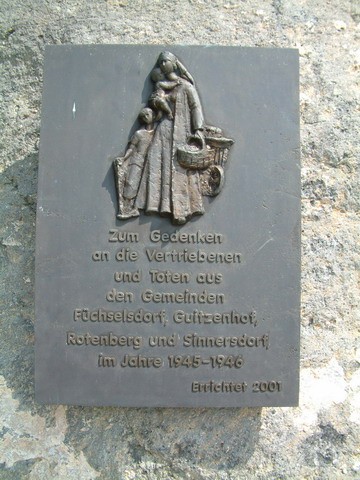 Zum Gedenken
an die Vertriebenen
und Toten aus
den Gemeinden
Füchselsdorf, Guitzenhof,
Rotenberg und Sinnersdorf,
im Jahre 1945-1946
Errichtet 2001